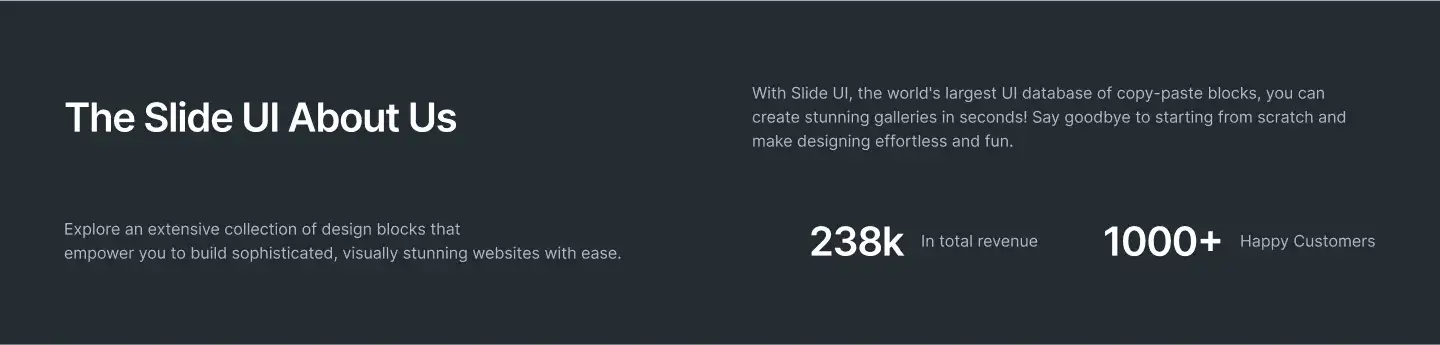 The Slide UI About Us
With Slide UI, the world's largest UI database of copy-paste blocks, you can
create stunning galleries in seconds! Say goodbye to starting from scratch and
make designing effortless and fun.
Explore an extensive collection of design blocks that
empower you to build sophisticated, visually stunning websites with ease.
238k In total revenue
1000+ Happy Customers